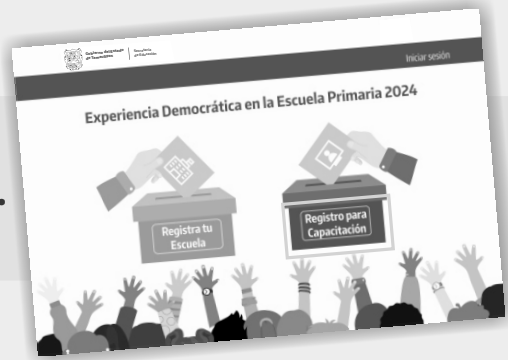 Iniciar sesión
Experiencia Democrática en la Escuela Primaria 2024
Registra tu
Escuela
Registro para
Capacitación